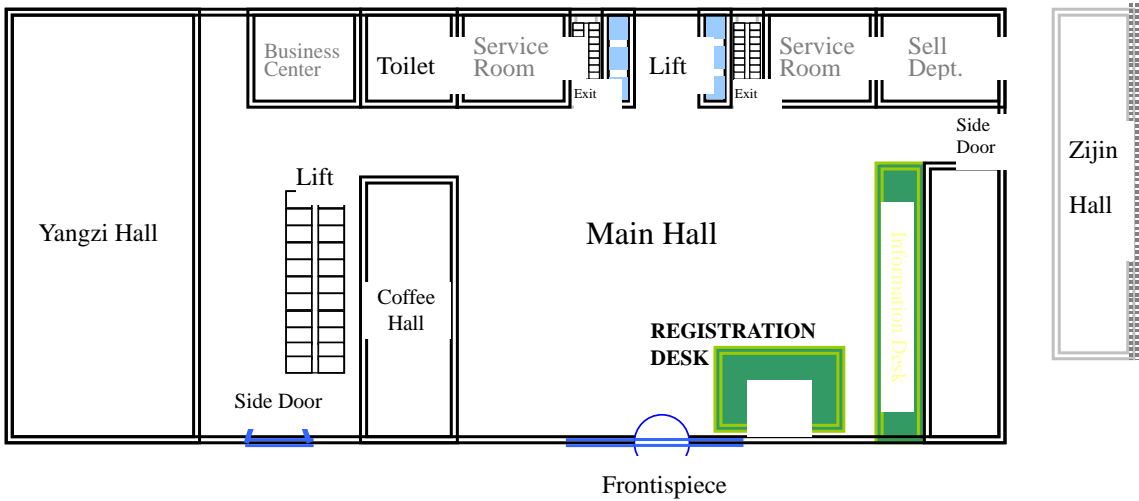 Business
Center
Toilet
Service
Room
Exit
Lift
Exit
Service
Room
Sell
Dept.
Side
Door
Zijin
Hall
Lift
Yangzi Hall
Main Hall
Information Desk
Coffee
Hall
REGISTRATION
DESK
Side Door
Frontispiece